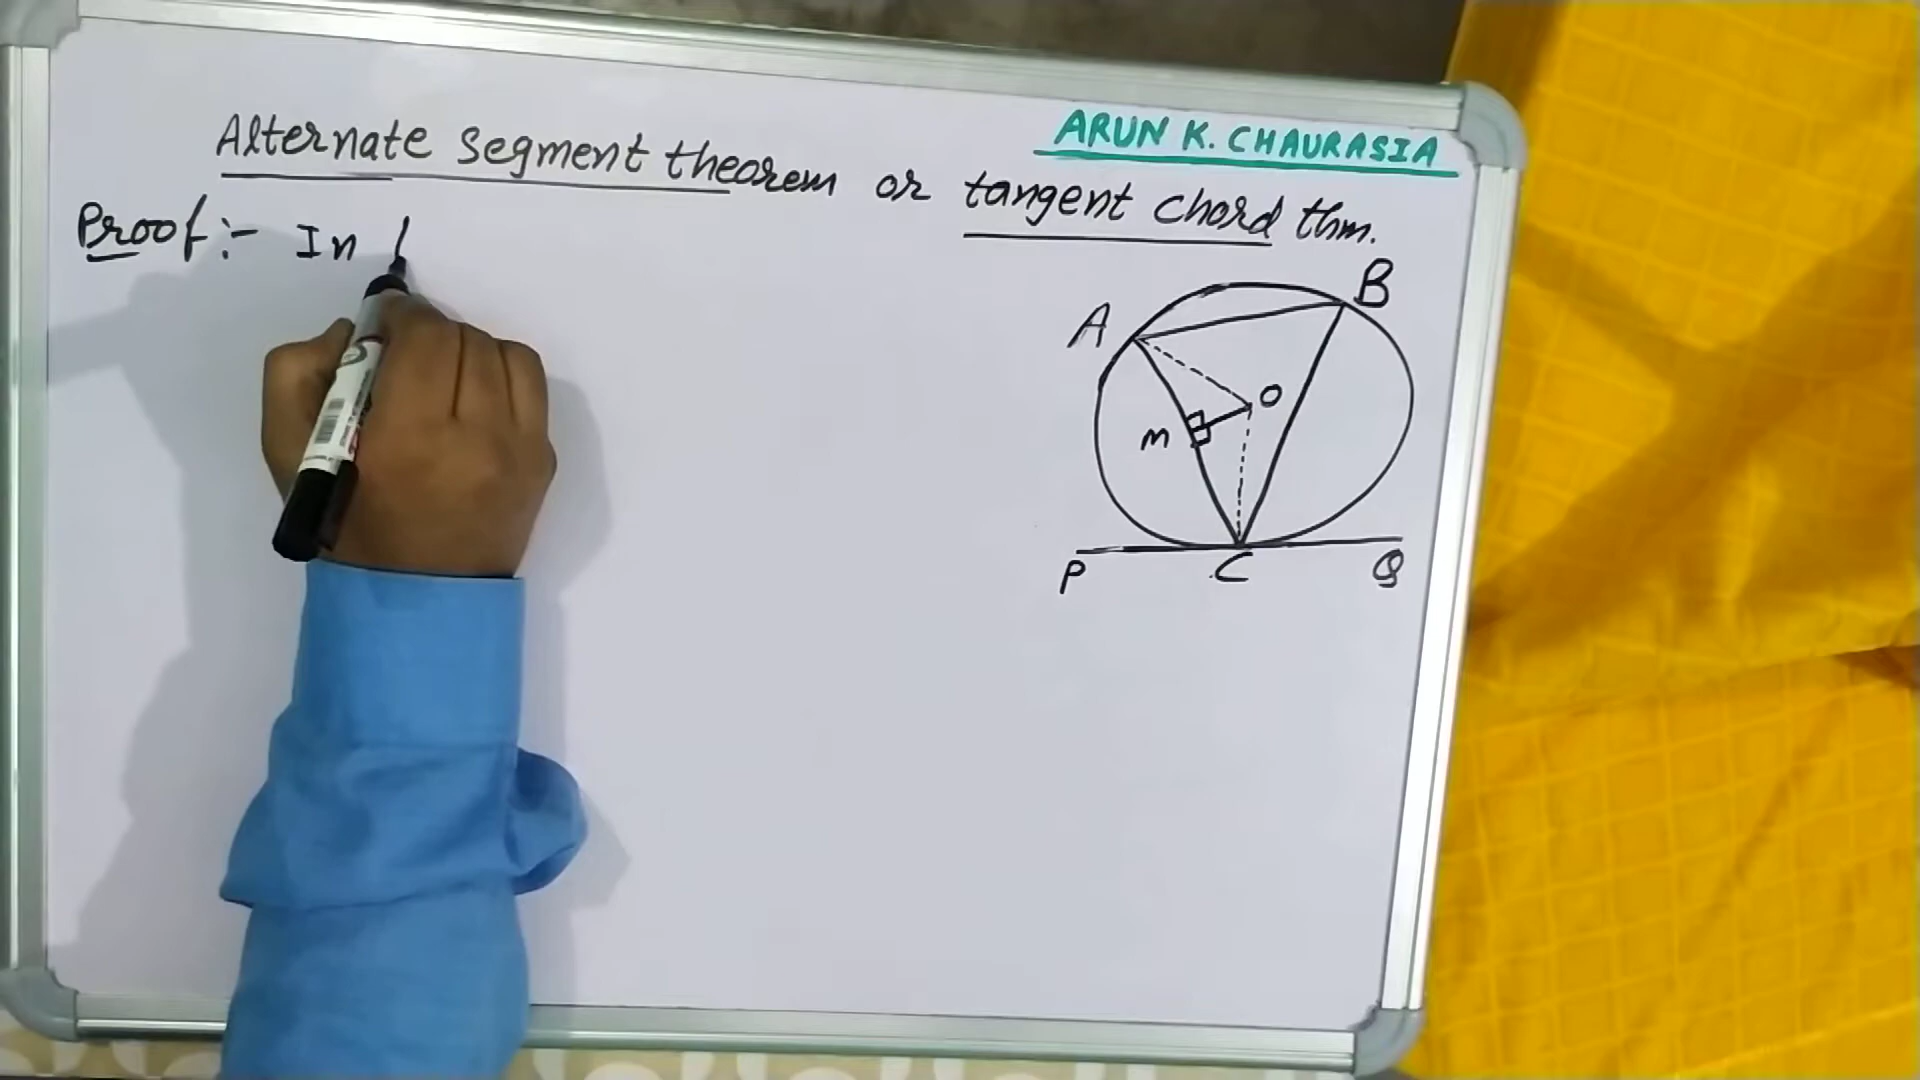 ARUN K. CHAURASIA
Alternate segment theorem or tangent chord thm.
Proof :- In
A
B
O
M
P
C
Q